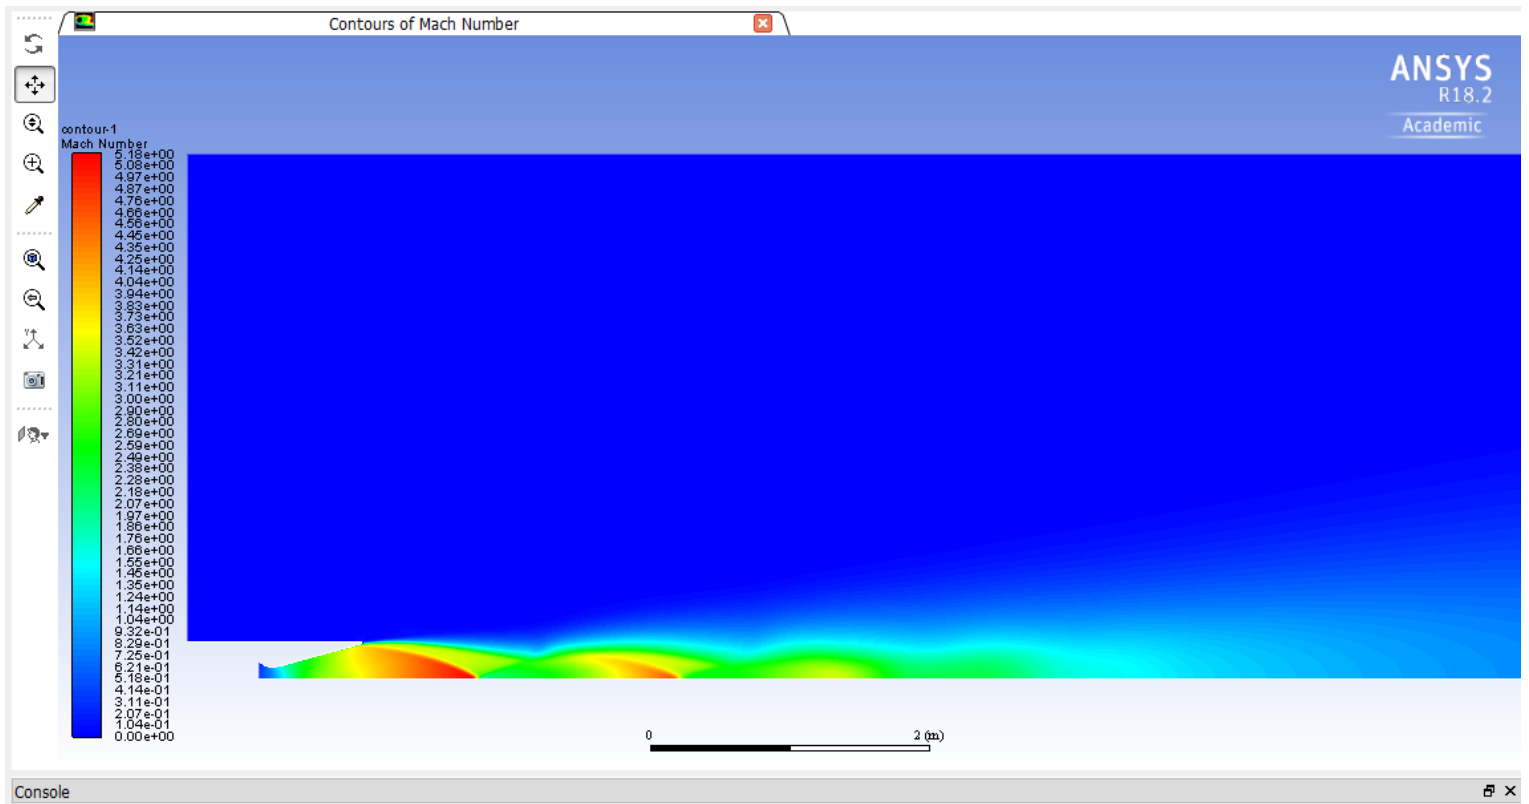 Contours of Mach Number
ANSYS
R18.2
Academic
contour-1
Mach Number
5.18e+00
5.08e+00
4.97e+00
4.87e+00
4.76e+00
4.66e+00
4.56e+00
4.45e+00
4.35e+00
4.25e+00
4.14e+00
4.04e+00
3.94e+00
3.83e+00
3.73e+00
3.63e+00
3.52e+00
3.42e+00
3.31e+00
3.21e+00
3.11e+00
3.00e+00
2.90e+00
2.80e+00
2.69e+00
2.59e+00
2.49e+00
2.38e+00
2.28e+00
2.18e+00
2.07e+00
1.97e+00
1.86e+00
1.76e+00
1.66e+00
1.55e+00
1.45e+00
1.35e+00
1.24e+00
1.14e+00
1.04e+00
9.32e-01
8.29e-01
7.25e-01
6.21e-01
5.18e-01
4.14e-01
3.11e-01
2.07e-01
1.04e-01
0.00e+00
0 2 (m)
Console